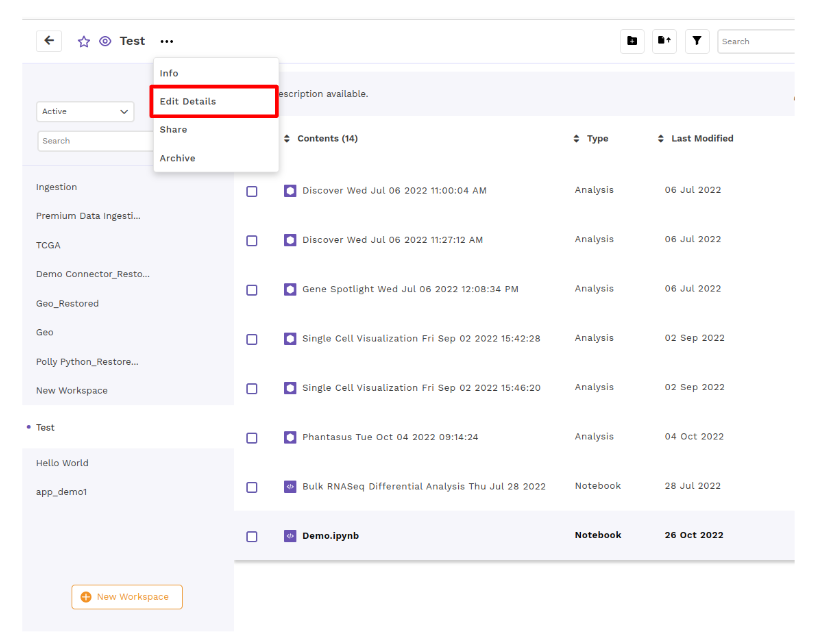 Test
Search
Info
Edit Details
Share
Archive
escription available.
Active
Search
Contents (14)
Type
Last Modified
Ingestion
Premium Data Ingesti...
TCGA
Demo Connector_Resto...
Geo_Restored
Geo
Polly Python_Restore...
New Workspace
Test
Hello World
app_demo1
New Workspace
Discover Wed Jul 06 2022 11:00:04 AM Analysis 06 Jul 2022
Discover Wed Jul 06 2022 11:27:12 AM Analysis 06 Jul 2022
Gene Spotlight Wed Jul 06 2022 12:08:34 PM Analysis 06 Jul 2022
Single Cell Visualization Fri Sep 02 2022 15:42:28 Analysis 02 Sep 2022
Single Cell Visualization Fri Sep 02 2022 15:46:20 Analysis 02 Sep 2022
Phantasus Tue Oct 04 2022 09:14:24 Analysis 04 Oct 2022
Bulk RNASeq Differential Analysis Thu Jul 28 2022 Notebook 28 Jul 2022
Demo.ipynb Notebook 26 Oct 2022